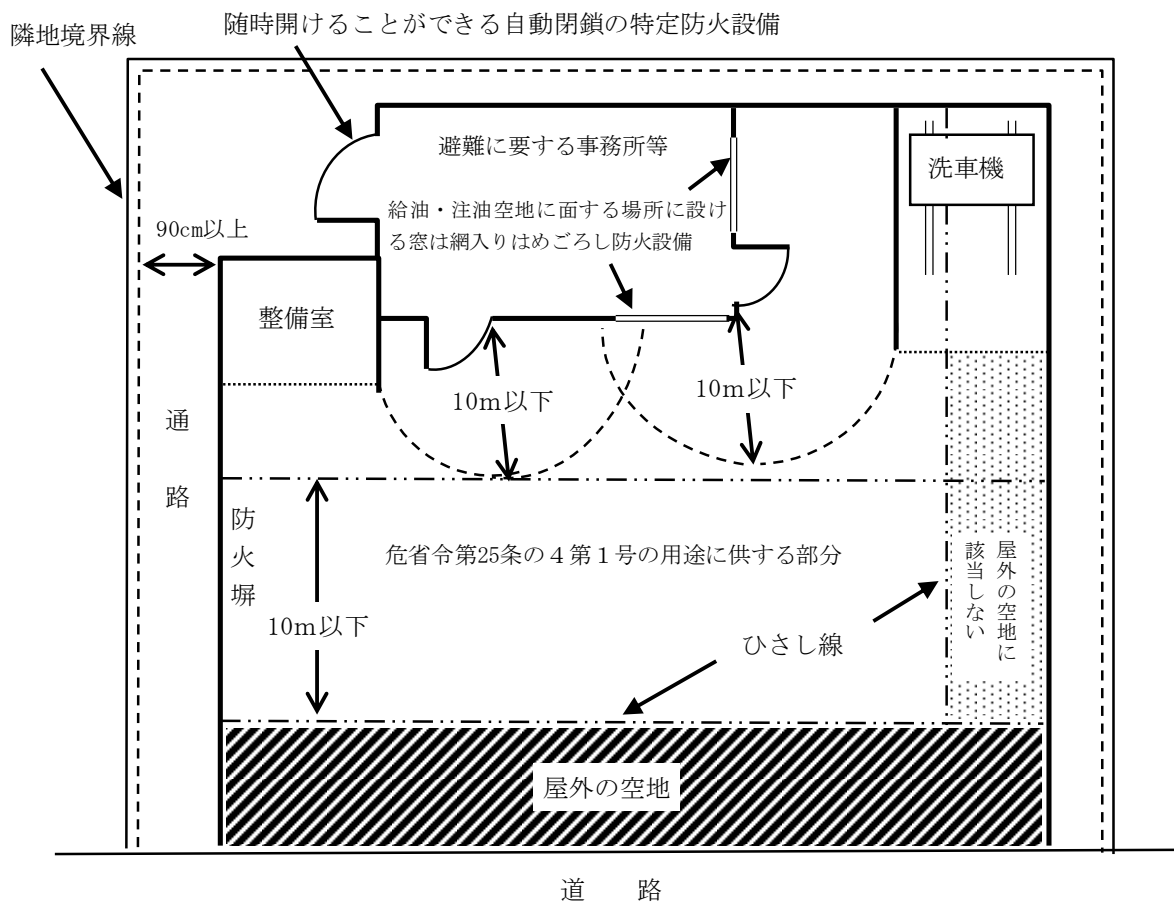 随時開けることができる自動閉鎖の特定防火設備
隣地境界線
避難に要する事務所等
洗車機
給油・注油空地に面する場所に設け
る窓は網入りはめごろし防火設備
90cm以上
整備室
10m以下
10m以下
通路
防火塀
危省令第25条の４第１号の用途に供する部分
屋外の空地に
該当しない
10m以下
ひさし線
屋外の空地
道　路